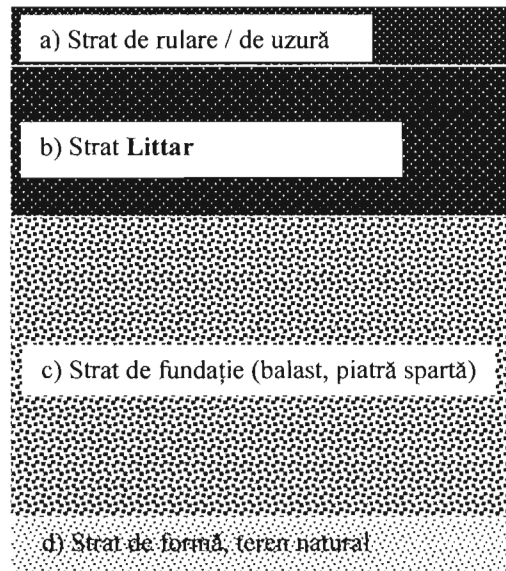 a) Strat de rulare / de uzură
b) Strat Littar
c) Strat de fundație (balast, piatră spartă)
d) Strat de formă, teren natural